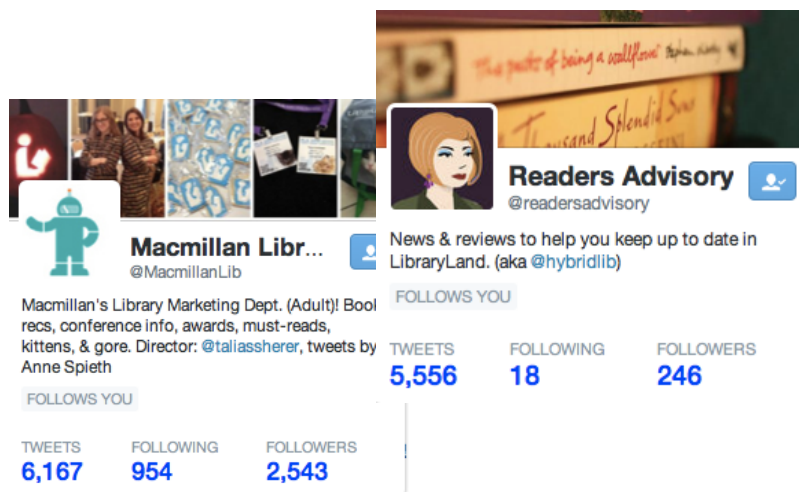 The perks of being a wallflower Stephen Chbosky
Thousand Splendid Suns
Readers Advisory
@readersadvisory
News & reviews to help you keep up to date in
LibraryLand. (aka @hybridlib)
FOLLOWS YOU
TWEETS FOLLOWING FOLLOWERS
5,556 18 246
Macmillan Libr...
@MacmillanLib
Macmillan's Library Marketing Dept. (Adult)! Book
recs, conference info, awards, must-reads,
kittens, & gore. Director: @taliassherer, tweets by
Anne Spieth
FOLLOWS YOU
TWEETS FOLLOWING FOLLOWERS
6,167 954 2,543